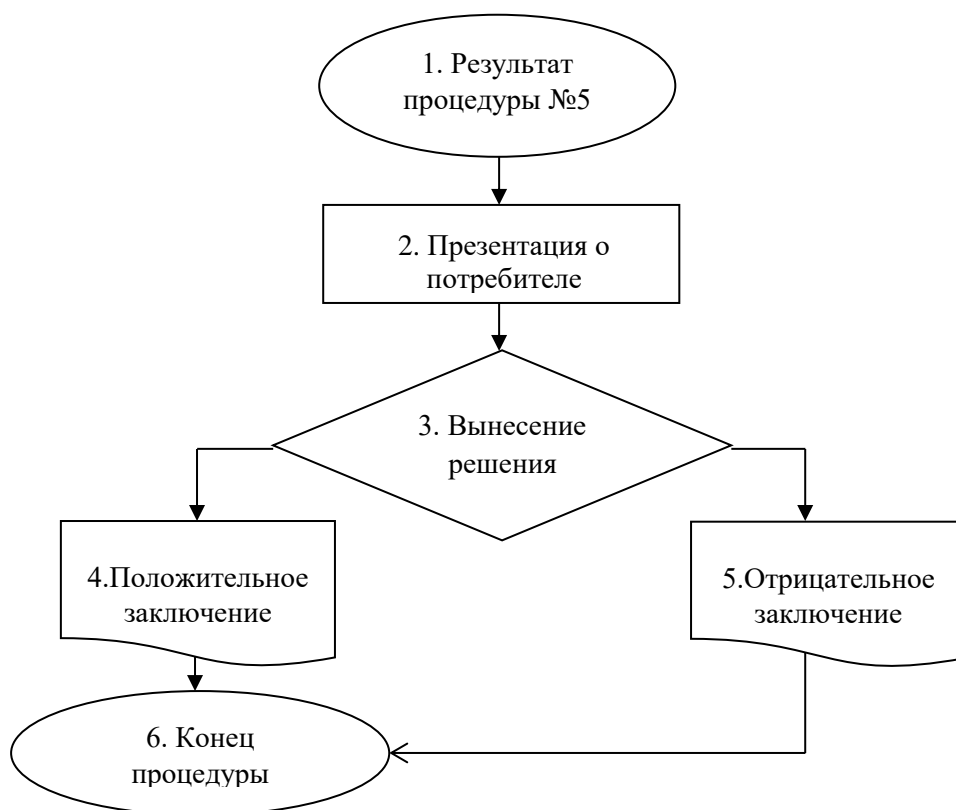 1. Результат
процедуры №5
2. Презентация о
потребителе
3. Вынесение
решения
4.Положительное
заключение
5.Отрицательное
заключение
6. Конец
процедуры